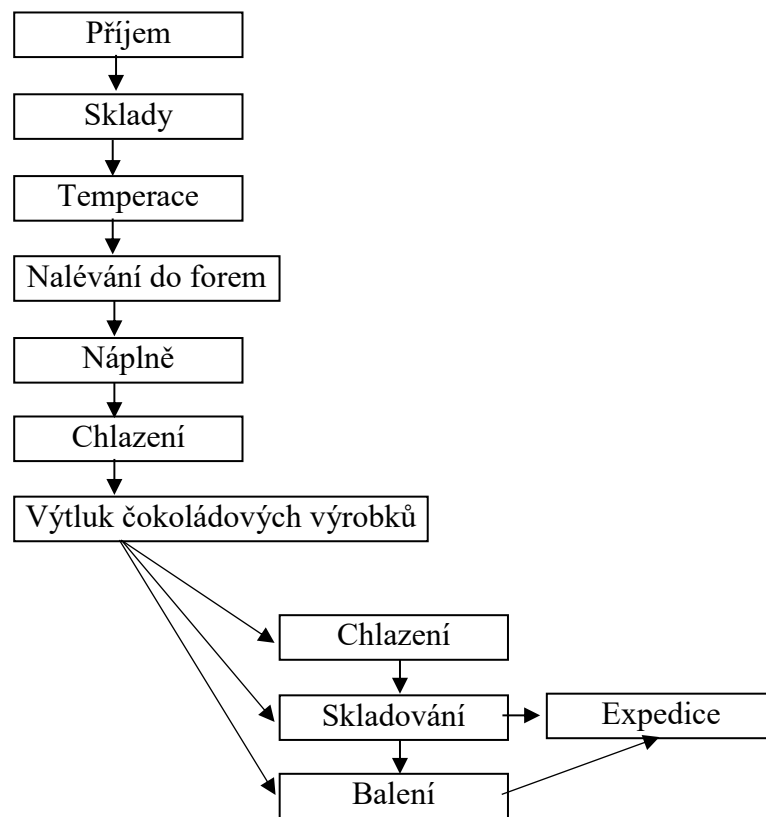 Příjem
Sklady
Temperace
Nalévání do forem
Náplně
Chlazení
Výtluk čokoládových výrobků
Chlazení
Skladování
Expedice
Balení